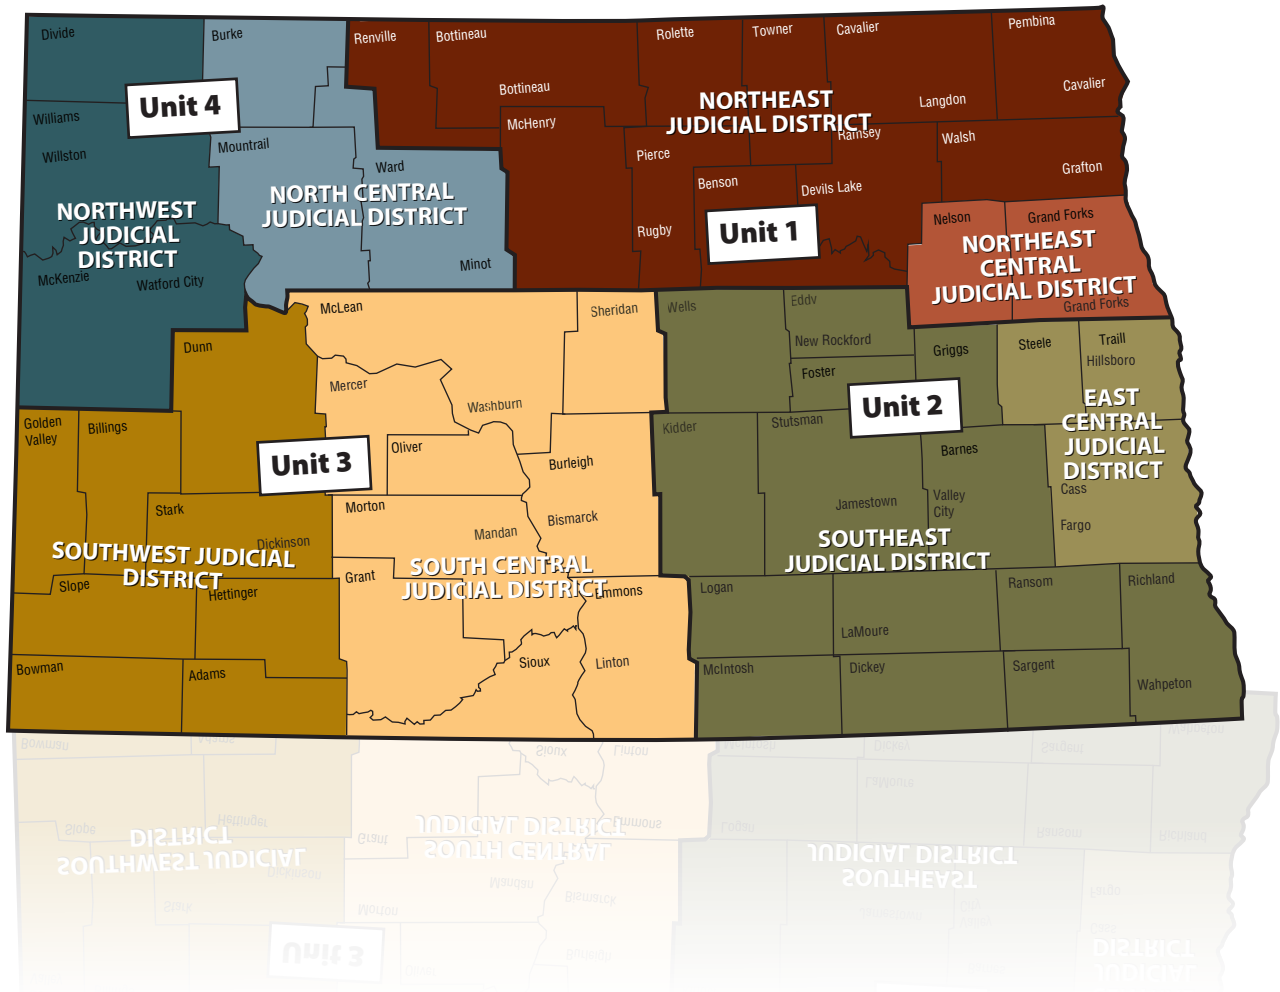 Divide
Burke
Renville
Bottineau
Rolette
Towner
Cavalier
Pembina
Unit 4
Bottineau
NORTHEAST
JUDICIAL DISTRICT
Langdon
Cavalier
Williams
McHenry
Ramsey
Walsh
Willston
Mountrail
Ward
Pierce
Benson
Devils Lake
Grafton
NORTHWEST
JUDICIAL
DISTRICT
NORTH CENTRAL
JUDICIAL DISTRICT
Rugby
Unit 1
Nelson
Grand Forks
NORTHEAST
CENTRAL
JUDICIAL DISTRICT
Grand Forks
McKenzie
Watford City
Minot
McLean
Sheridan
Wells
Eddv
New Rockford
Griggs
Steele
Traill
Hillsboro
Dunn
Mercer
Washburn
Foster
Unit 2
EAST
CENTRAL
JUDICIAL
DISTRICT
Golden
Valley
Billings
Unit 3
Oliver
Burleigh
Kidder
Stutsman
Barnes
Cass
Stark
Morton
Bismarck
Mandan
Jamestown
Valley
City
Fargo
Dickinson
SOUTHWEST JUDICIAL
DISTRICT
SOUTH CENTRAL
JUDICIAL DISTRICT
SOUTHEAST
JUDICIAL DISTRICT
Slope
Hettinger
Grant
Emmons
Logan
Ransom
Richland
LaMoure
Bowman
Adams
Sioux
Linton
McIntosh
Dickey
Sargent
Wahpeton